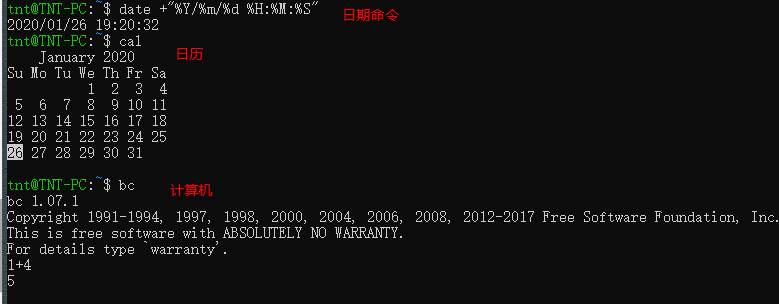 tnt@TNT-PC:~$ date +"%Y/%m/%d %H:%M:%S"
日期命令
2020/01/26 19:20:32
tnt@TNT-PC:~$ cal
日历
January 2020
Su Mo Tu We Th Fr Sa
1 2 3 4
5 6 7 8 9 10 11
12 13 14 15 16 17 18
19 20 21 22 23 24 25
26 27 28 29 30 31
tnt@TNT-PC:~$ bc
计算机
bc 1.07.1
Copyright 1991-1994, 1997, 1998, 2000, 2004, 2006, 2008, 2012-2017 Free Software Foundation, Inc.
This is free software with ABSOLUTELY NO WARRANTY.
For details type `warranty'.
1+4
5